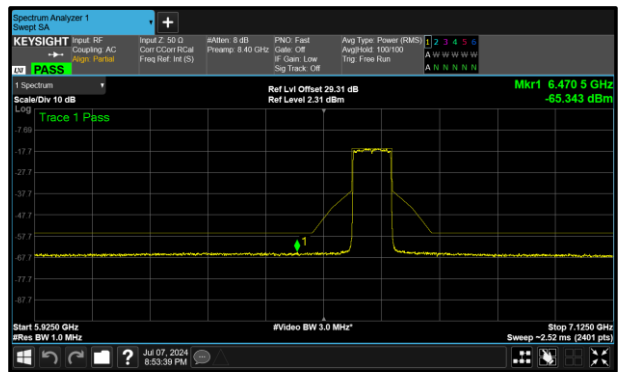 Spectrum Analyzer 1
Swept SA
KEYSIGHT
Input: RF
Coupling: AC
Align: Partial
Input Z: 50 Ω
Corr CCorr RCal
Freq Ref: Int (S)
#Atten: 8 dB
Preamp: 8.40 GHz
PNO: Fast
Gate: Off
IF Gain: Low
Sig Track: Off
Avg Type: Power (RMS)
Avg|Hold: 100/100
Trig: Free Run
1 2 3 4 5 6
A W W W W W
A N N N N N
LXI PASS
1 Spectrum
Scale/Div 10 dB
Ref Lvl Offset 29.31 dB
Ref Level 2.31 dBm
Mkr1 6.470 5 GHz
-65.343 dBm
Log
Trace 1 Pass
-7.69
-17.7
-27.7
-37.7
-47.7
-57.7
-67.7
-77.7
-87.7
1
Start 5.9250 GHz
#Res BW 1.0 MHz
#Video BW 3.0 MHz*
Stop 7.1250 GHz
Sweep ~2.52 ms (2401 pts)
?
Jul 07, 2024
8:53:39 PM